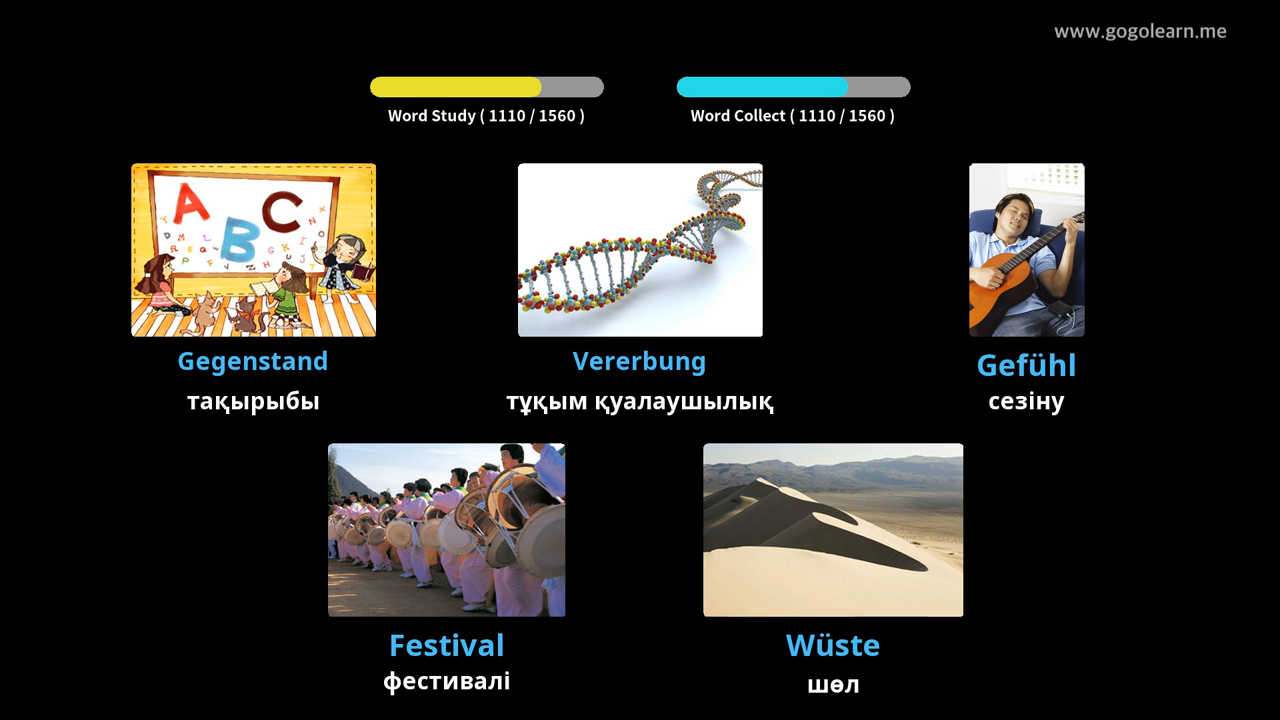 www.gogolearn.me
Word Study ( 1110 / 1560 )
Word Collect ( 1110 / 1560 )
A B C
Gegenstand
тақырыбы
Vererbung
тұқым қуалаушылық
Gefühl
сезіну
Festival
фестивалі
Wüste
шөл